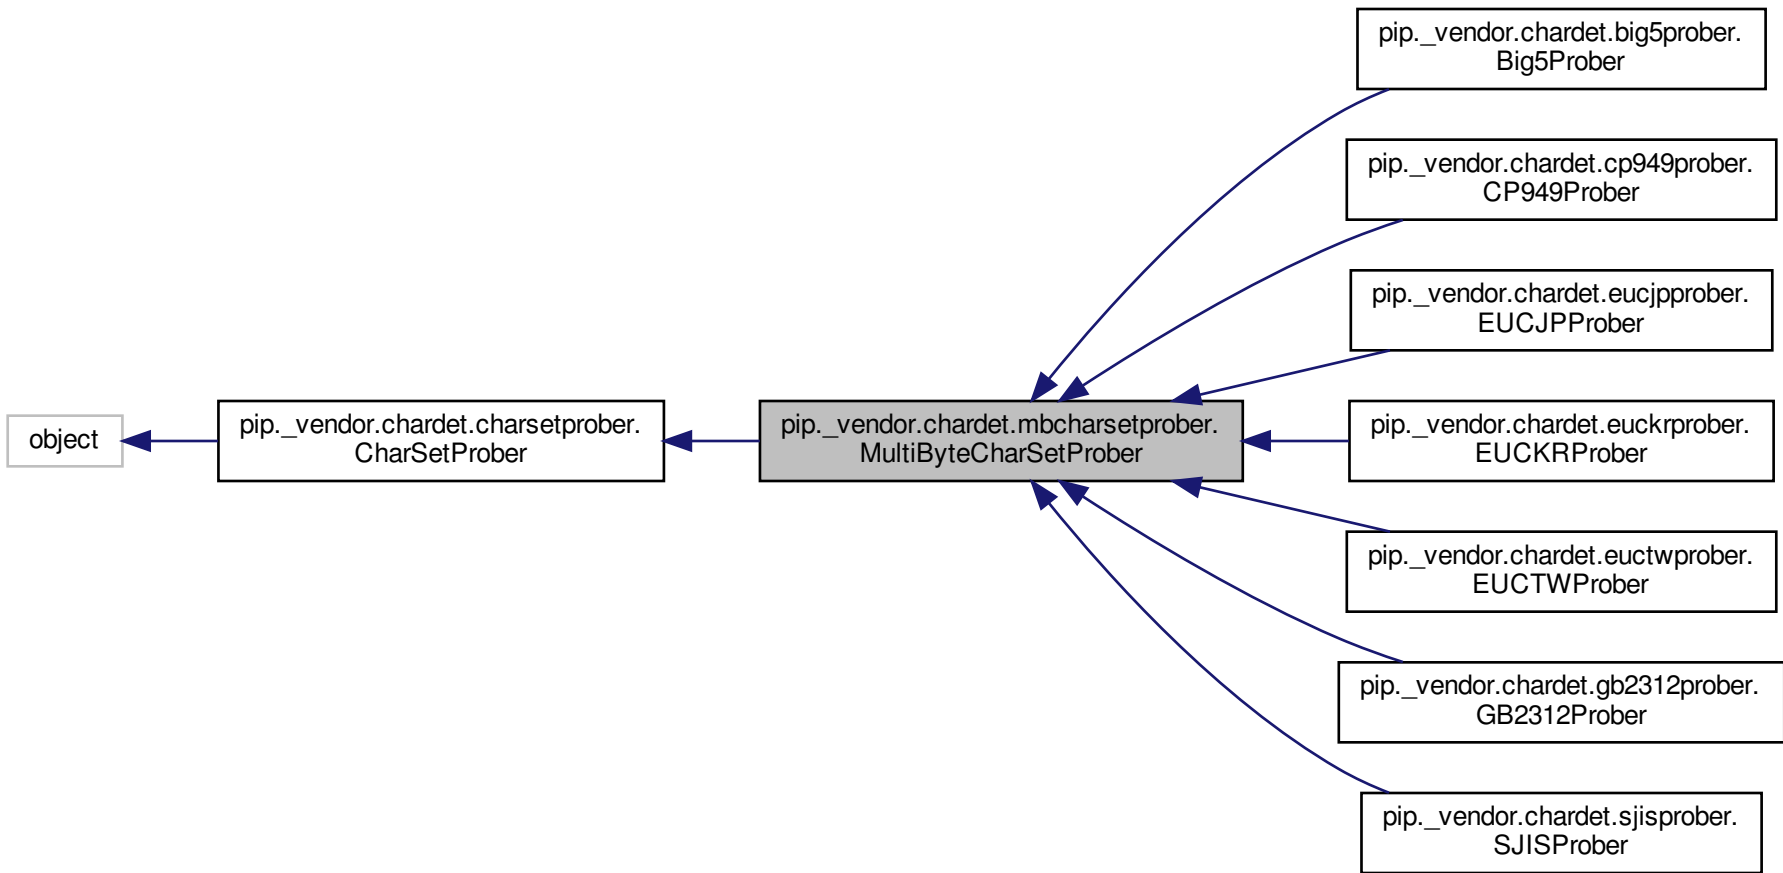 pip._vendor.chardet.big5prober.
Big5Prober
pip._vendor.chardet.cp949prober.
CP949Prober
pip._vendor.chardet.eucjpprober.
EUCJPProber
object
pip._vendor.chardet.charsetprober.
CharSetProber
pip._vendor.chardet.mbcharsetprober.
MultiByteCharSetProber
pip._vendor.chardet.euckrprober.
EUCKRProber
pip._vendor.chardet.euctwprober.
EUCTWProber
pip._vendor.chardet.gb2312prober.
GB2312Prober
pip._vendor.chardet.sjisprober.
SJISProber